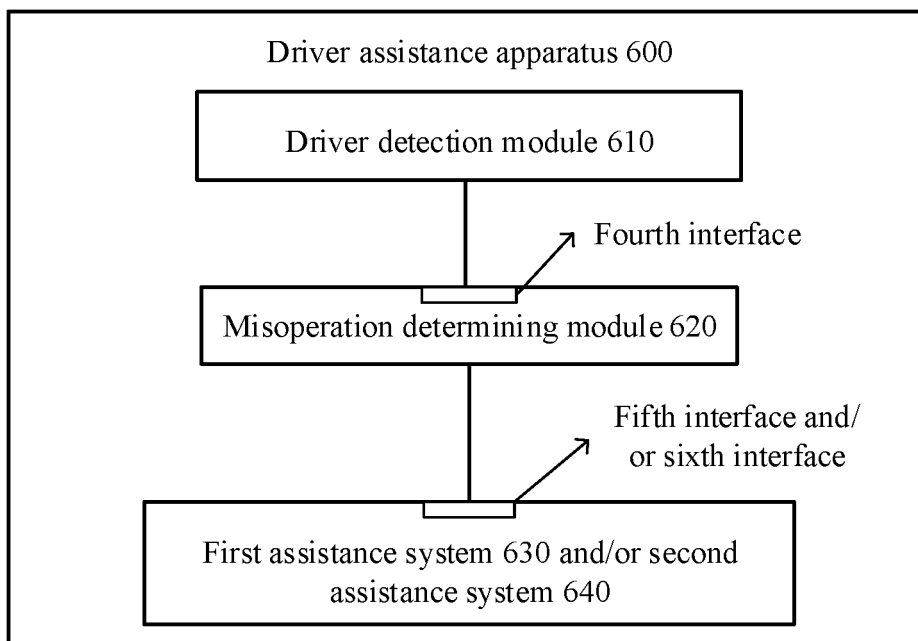 Driver assistance apparatus 600
Driver detection module 610
Fourth interface
Misoperation determining module 620
Fifth interface and/
or sixth interface
First assistance system 630 and/or second
assistance system 640